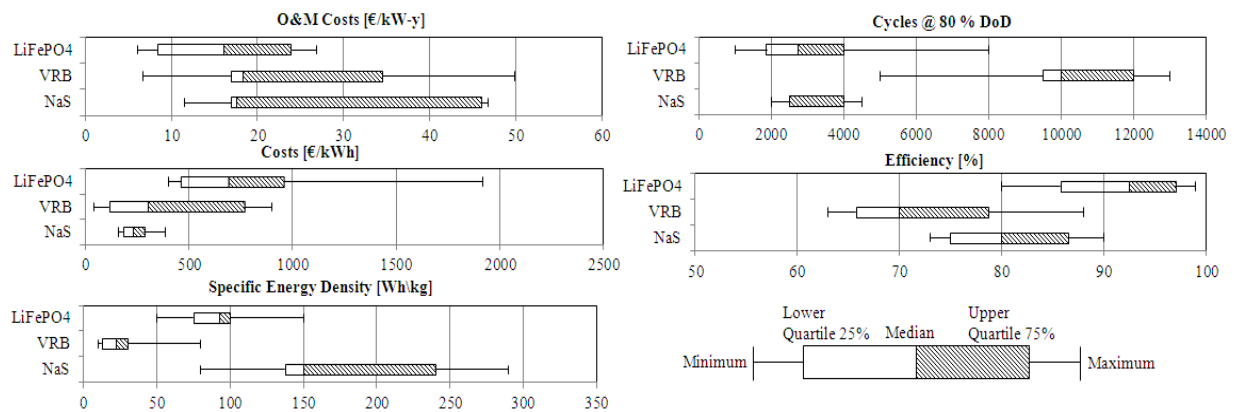 O&M Costs [€/kW-y]
LiFePO4
VRB
NaS
0 10 20 30 40 50 60
Costs [€/kWh]
LiFePO4
VRB
NaS
0 500 1000 1500 2000 2500
Specific Energy Density [Wh\kg]
LiFePO4
VRB
NaS
0 50 100 150 200 250 300 350
Cycles @ 80 % DoD
LiFePO4
VRB
NaS
0 2000 4000 6000 8000 10000 12000 14000
Efficiency [%]
LiFePO4
VRB
NaS
50 60 70 80 90 100
Lower
Quartile 25%
Median
Upper
Quartile 75%
Minimum
Maximum